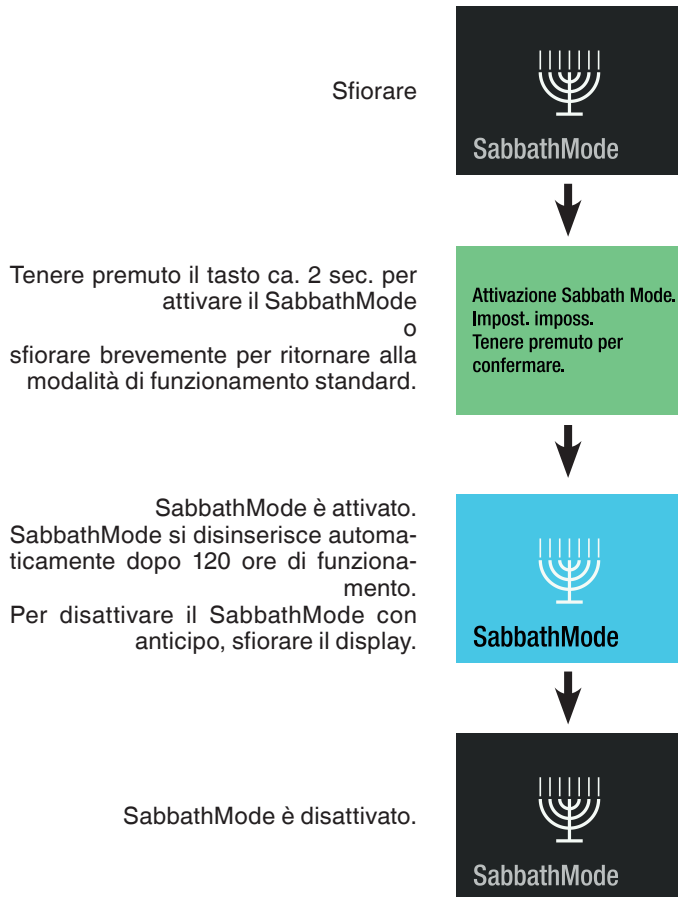 Sfiorare
SabbathMode
Tenere premuto il tasto ca. 2 sec. per
attivare il SabbathMode
o
sfiorare brevemente per ritornare alla
modalità di funzionamento standard.
Attivazione Sabbath Mode.
Impost. imposs.
Tenere premuto per
confermare.
SabbathMode è attivato.
SabbathMode si disinserisce automa-
ticamente dopo 120 ore di funziona-
mento.
Per disattivare il SabbathMode con
anticipo, sfiorare il display.
SabbathMode
SabbathMode è disattivato.
SabbathMode